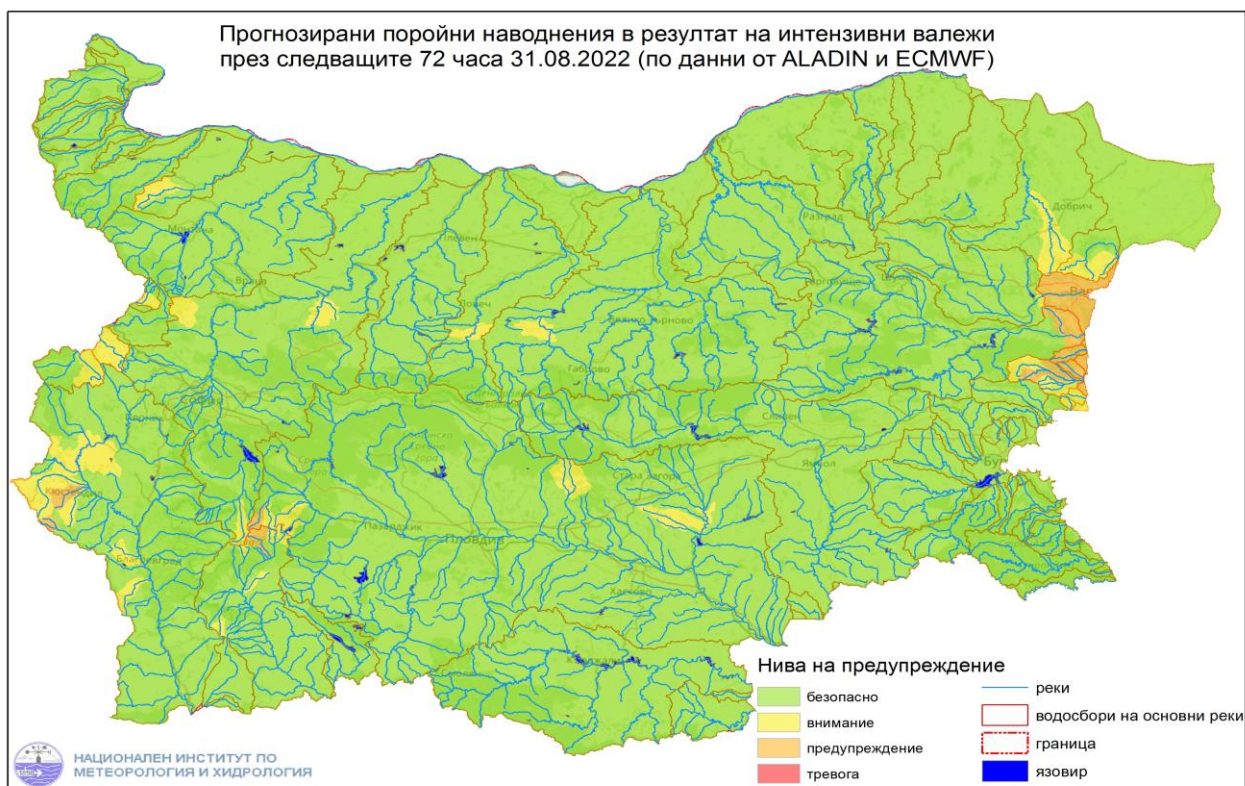 Прогнозирани поройни наводнения в резултат на интензивни валежи
през следващите 72 часа 31.08.2022 (по данни от ALADIN и ECMWF)
Добрич
Разград
Монтана
Плевен
Враца
Ловеч
Велико Търново
Габрово
София
Сливен
Ямбол
Стара Загора
Пазарджик
Пловдив
Благоевград
Хасково
Нива на предупреждение
безопасно
внимание
предупреждение
тревога
реки
водосбори на основни реки
граница
язовир
НАЦИОНАЛЕН ИНСТИТУТ ПО
МЕТЕОРОЛОГИЯ И ХИДРОЛОГИЯ